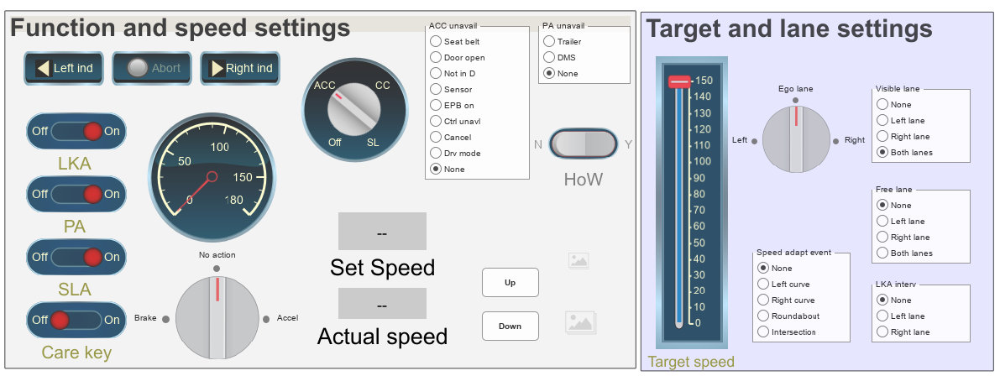 Function and speed settings
Left ind
Abort
Right ind
ACC
CC
Off
SL
ACC unavail
Seat belt
Door open
Not in D
Sensor
EPB on
Ctrl unavl
Cancel
Drv mode
None
PA unavail
Trailer
DMS
None
Off On
LKA
Off On
PA
Off On
SLA
Off On
Care key
0
50
100
150
180
N Y
HoW
No action
Brake
Accel
--
Set Speed
--
Actual speed
Up
Down
Target and lane settings
150
140
130
120
110
100
90
80
70
60
50
40
30
20
10
0
Target speed
Ego lane
Left
Right
Visible lane
None
Left lane
Right lane
Both lanes
Free lane
None
Left lane
Right lane
Both lanes
Speed adapt event
None
Left curve
Right curve
Roundabout
Intersection
LKA interv
None
Left lane
Right lane